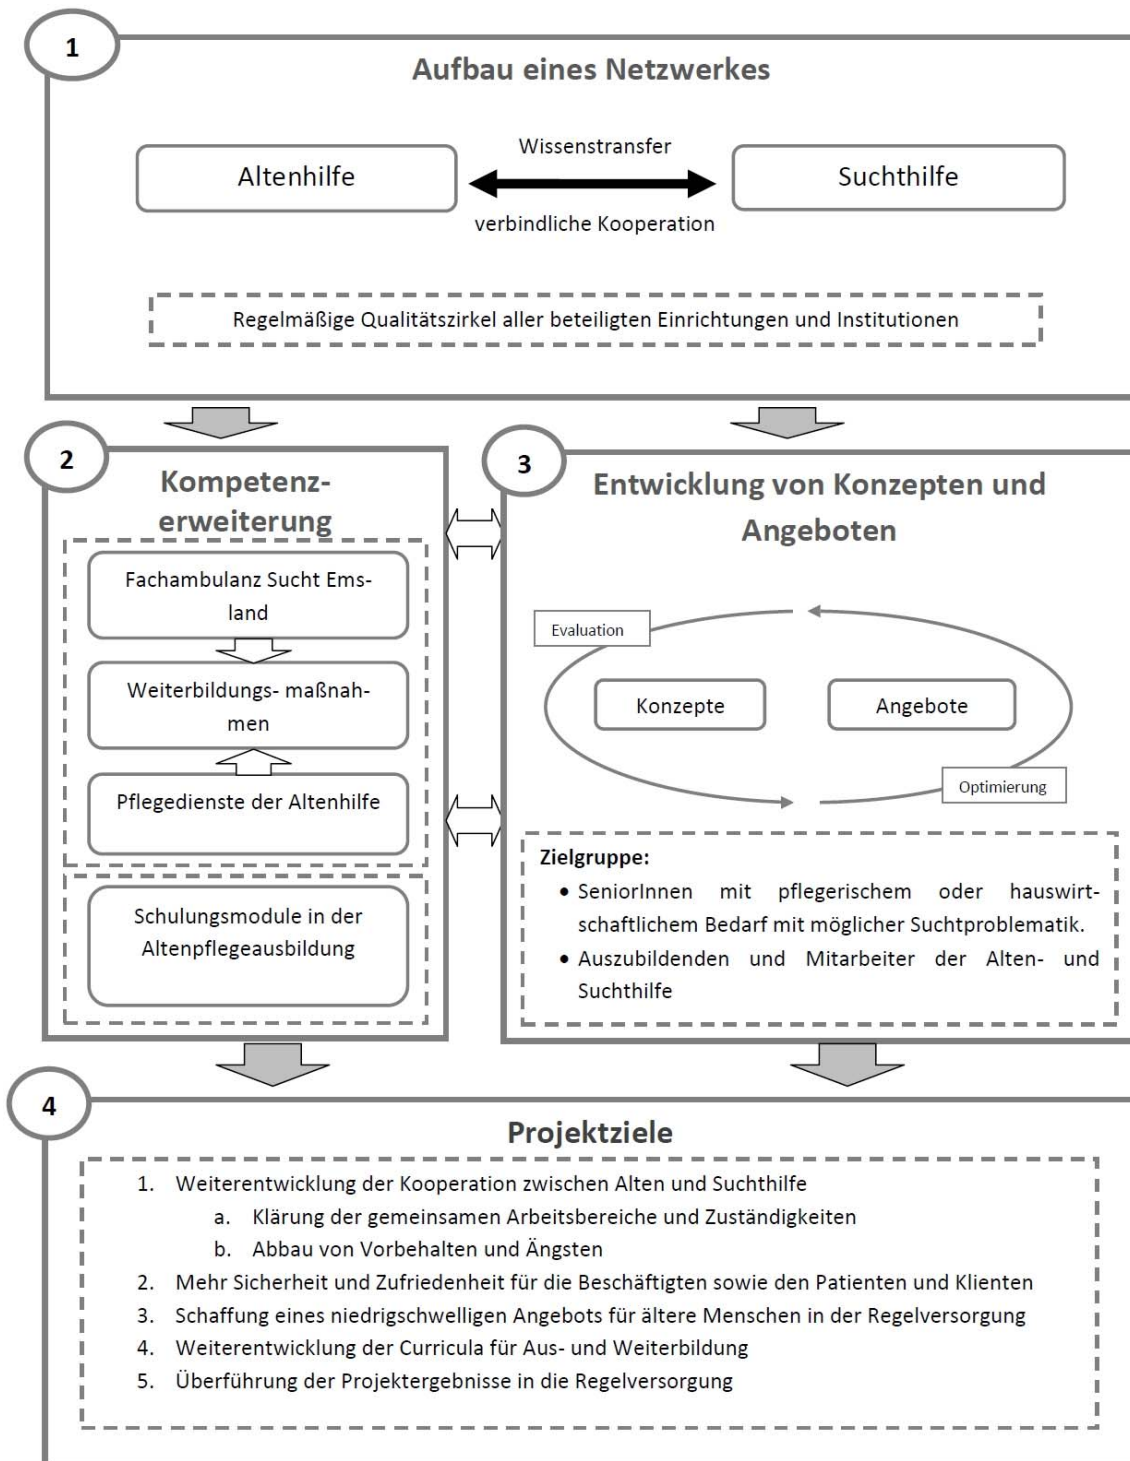 1
Aufbau eines Netzwerkes
Altenhilfe
Wissenstransfer
verbindliche Kooperation
Suchthilfe
Regelmäßige Qualitätszirkel aller beteiligten Einrichtungen und Institutionen
2
Kompetenz-
erweiterung
Fachambulanz Sucht Ems-
land
Weiterbildungs- maßnah-
men
Pflegedienste der Altenhilfe
Schulungsmodule in der
Altenpflegeausbildung
3
Entwicklung von Konzepten und
Angeboten
Evaluation
Konzepte
Angebote
Optimierung
Zielgruppe:
• SeniorInnen mit pflegerischem oder hauswirt-
schaftlichem Bedarf mit möglicher Suchtproblematik.
• Auszubildenden und Mitarbeiter der Alten- und
Suchthilfe
4
Projektziele
1. Weiterentwicklung der Kooperation zwischen Alten und Suchthilfe
a. Klärung der gemeinsamen Arbeitsbereiche und Zuständigkeiten
b. Abbau von Vorbehalten und Ängsten
2. Mehr Sicherheit und Zufriedenheit für die Beschäftigten sowie den Patienten und Klienten
3. Schaffung eines niedrigschwelligen Angebots für ältere Menschen in der Regelversorgung
4. Weiterentwicklung der Curricula für Aus- und Weiterbildung
5. Überführung der Projektergebnisse in die Regelversorgung